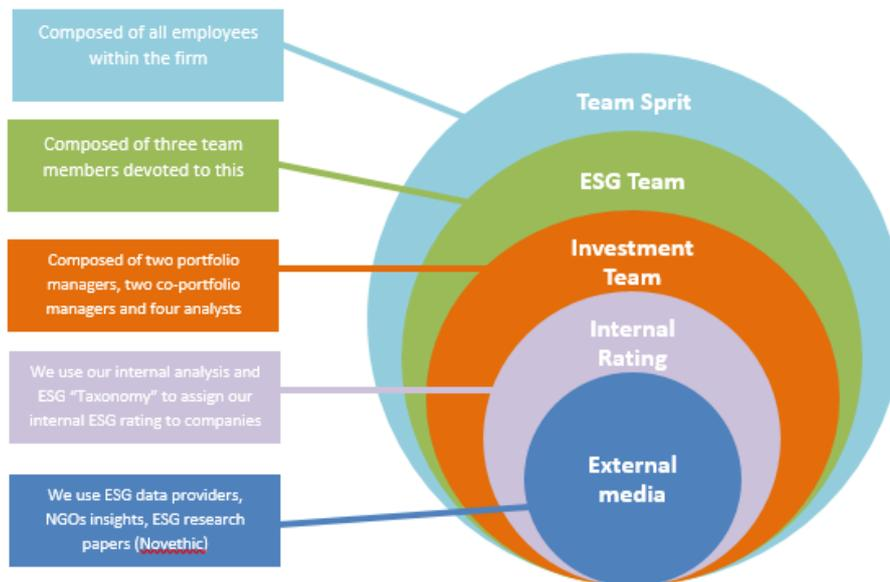 Composed of all employees
within the firm
Composed of three team
members devoted to this
Composed of two portfolio
managers, two co-portfolio
managers and four analysts
We use our internal analysis and
ESG “Taxonomy” to assign our
internal ESG rating to companies
We use ESG data providers,
NGOs insights, ESG research
papers (Novethic)
Team Sprit
ESG Team
Investment
Team
Internal
Rating
External
media